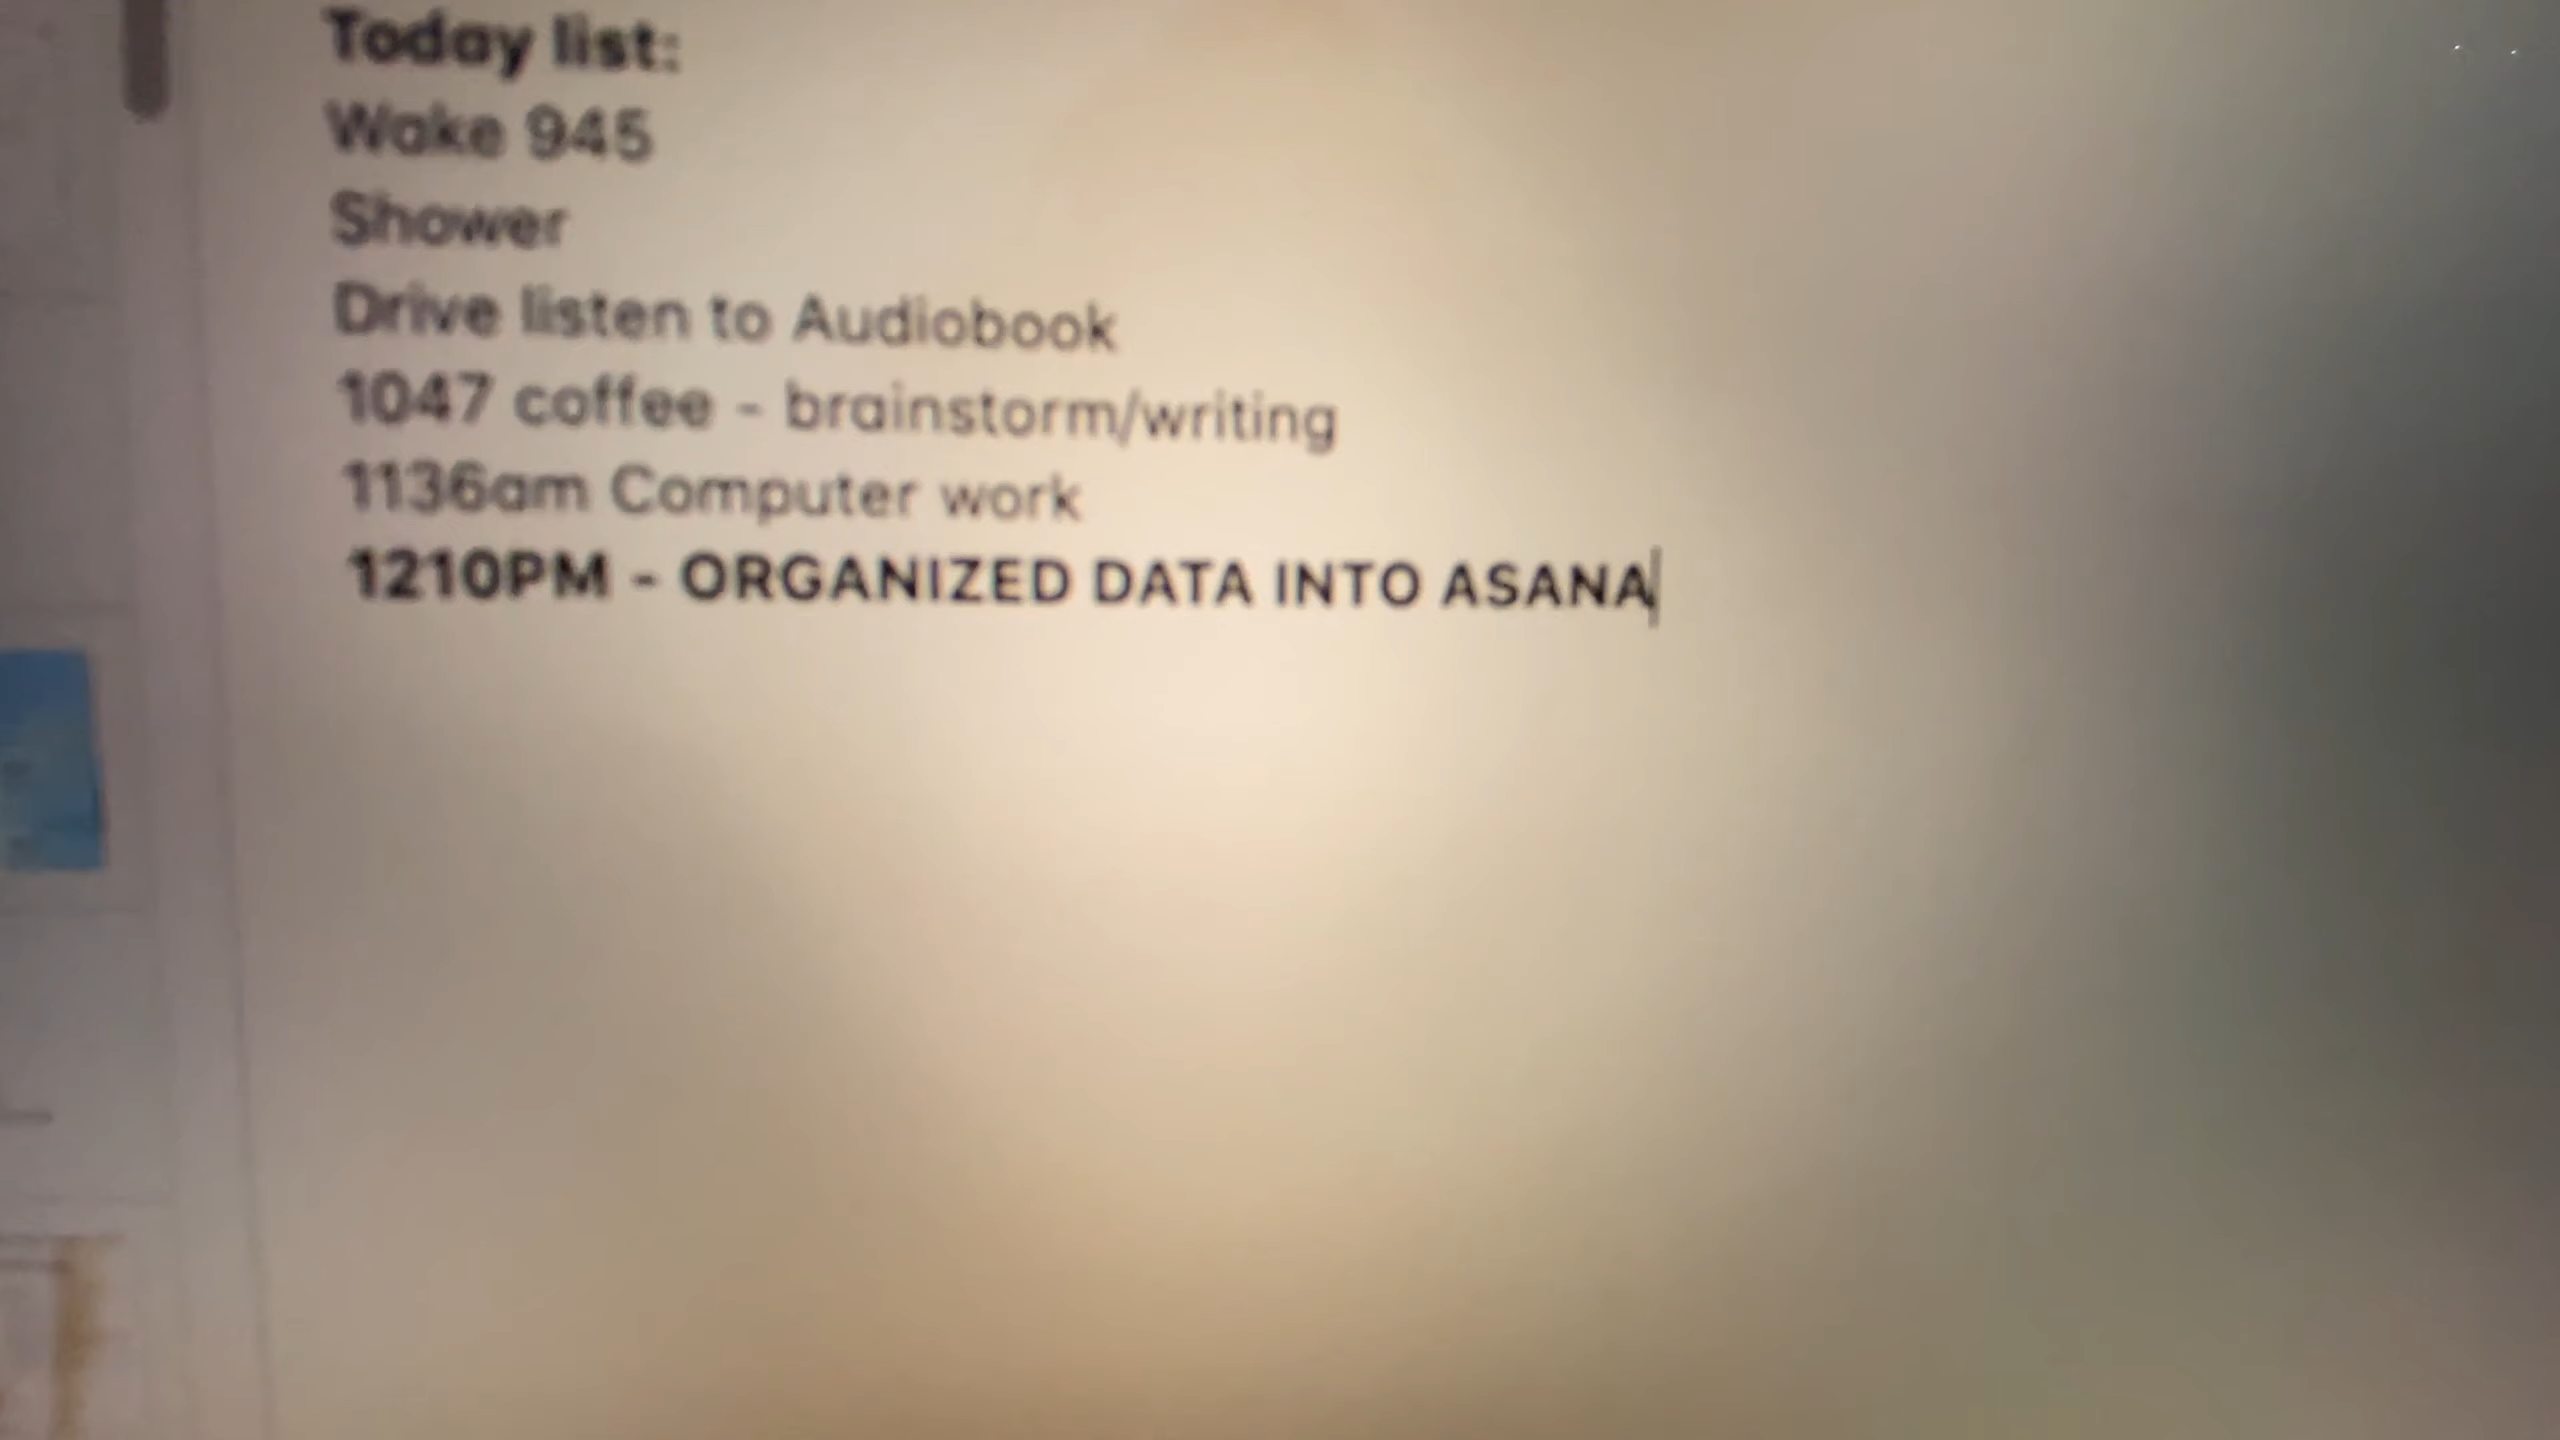 Today list:
Wake 945
Shower
Drive listen to Audiobook
1047 coffee - brainstorm/writing
1136am Computer work
1210PM - ORGANIZED DATA INTO ASANA